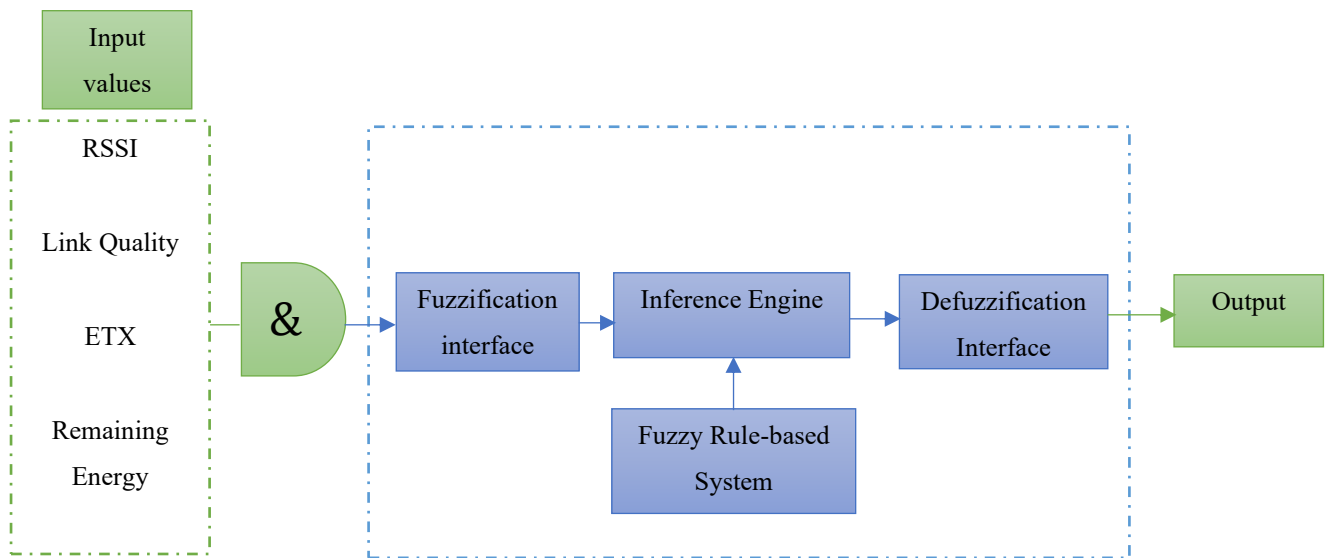 Input
values
RSSI
Link Quality
ETX
Remaining
Energy
&
Fuzzification
interface
Inference Engine
Fuzzy Rule-based
System
Defuzzification
Interface
Output